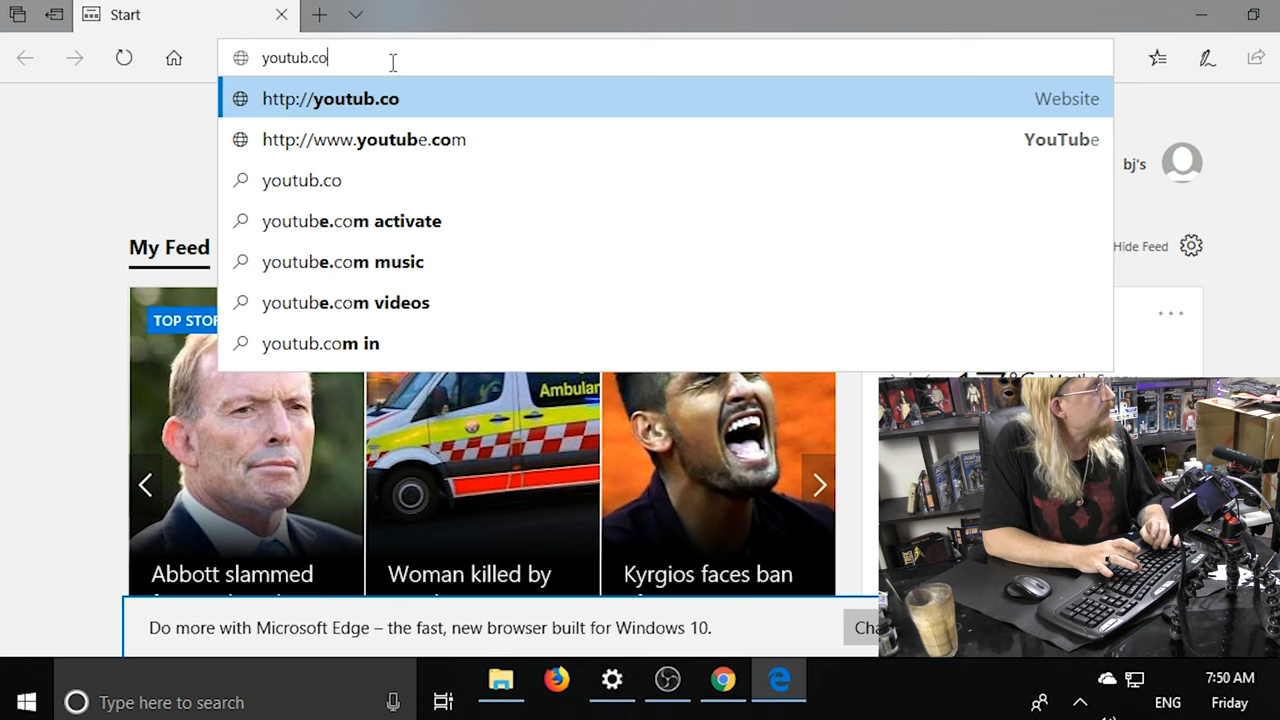 Start
youtub.co
http://youtub.co Website
http://www.youtube.com YouTube
youtub.co
youtube.com activate
youtube.com music
youtube.com videos
youtub.com in
bj's
My Feed
Hide Feed
TOP STOR
Ambulan
Abbott slammed
Woman killed by
Kyrgios faces ban
Do more with Microsoft Edge – the fast, new browser built for Windows 10.
Cha
Type here to search
7:50 AM
ENG
Friday